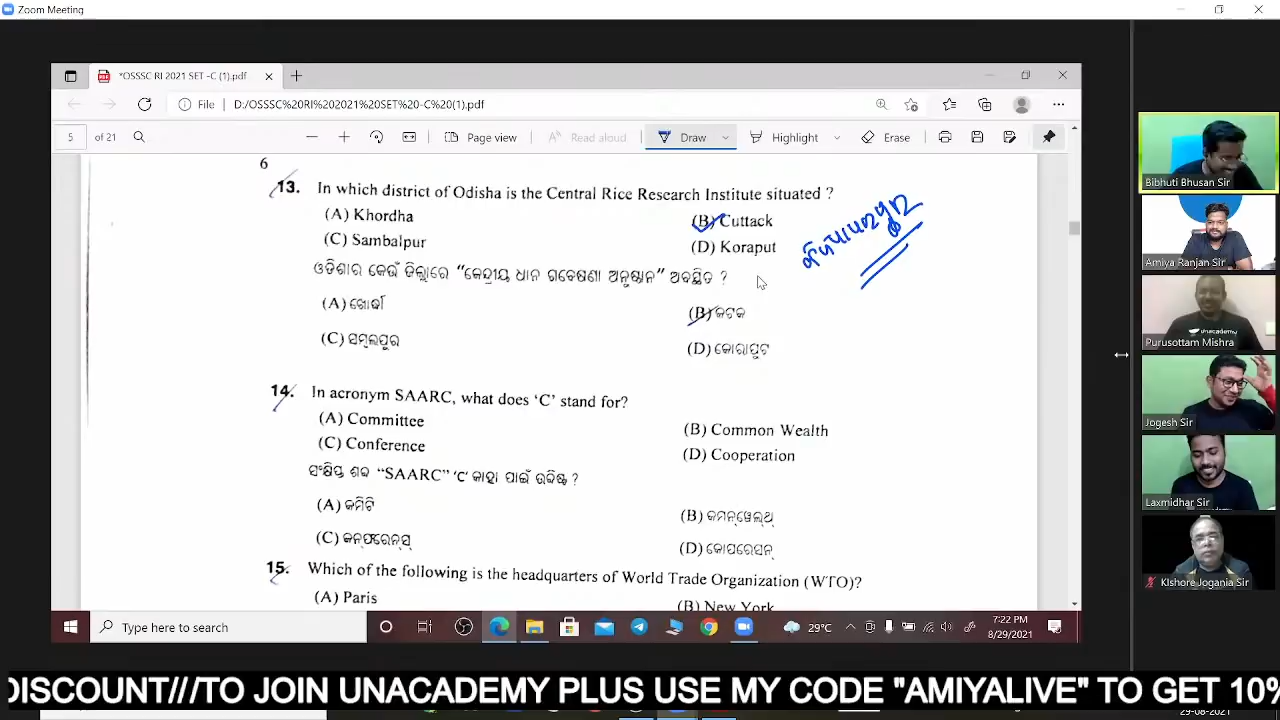 Zoom Meeting
*OSSSC RI 2021 SET -C (1).pdf
File D:/OSSSC%20RI%202021%20SET%20-C%20(1).pdf
5 of 21 Page view Read aloud Draw Highlight Erase
6
13. In which district of Odisha is the Central Rice Research Institute situated ?
(A) Khordha (B) Cuttack
(C) Sambalpur (D) Koraput
ଓଡିଶାର କେଉଁ ଜିଲ୍ଲାରେ “କେନ୍ଦ୍ରୀୟ ଧାନ ଗବେଷଣା ଅନୁଷ୍ଠାନ” ଅବସ୍ଥିତ ?
(A) ଖୋର୍ଦ୍ଧା (B) କଟକ
(C) ସମ୍ବଲପୁର (D) କୋରାପୁଟ
14. In acronym SAARC, what does ‘C’ stand for?
(A) Committee (B) Common Wealth
(C) Conference (D) Cooperation
ସଂକ୍ଷିପ୍ତ ଶବ୍ଦ “SAARC” ‘C’ କାହା ପାଇଁ ଉଦ୍ଦିଷ୍ଟ ?
(A) କମିଟି (B) କମନ୍‌ୱେଲ୍‌ଥ୍
(C) କନ୍‌ଫରେନ୍‌ସ୍ (D) କୋପରେସନ୍
15. Which of the following is the headquarters of World Trade Organization (WTO)?
(A) Paris (B) New York
Type here to search 29°C 7:22 PM
8/29/2021
Bibhuti Bhusan Sir
Amiya Ranjan Sir
unacademy
Purusottam Mishra
Jogesh Sir
Laxmidhar Sir
KIshore Jogania Sir
DISCOUNT///TO JOIN UNACADEMY PLUS USE MY CODE "AMIYALIVE" TO GET 10%
29-08-2021